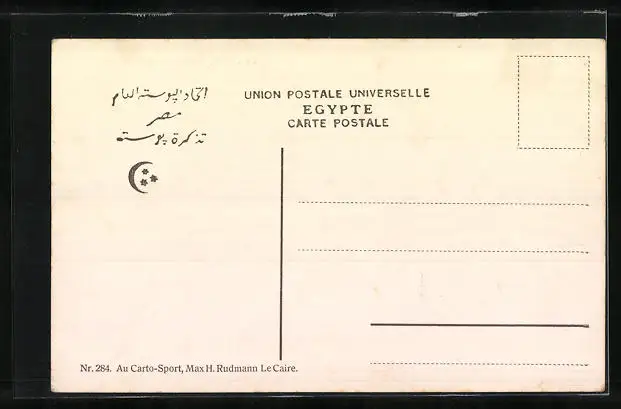 اتحاد البوسته العام
مصر
تذكرة پوسته
UNION POSTALE UNIVERSELLE
EGYPTE
CARTE POSTALE
Nr. 284. Au Carto-Sport, Max H. Rudmann Le Caire.